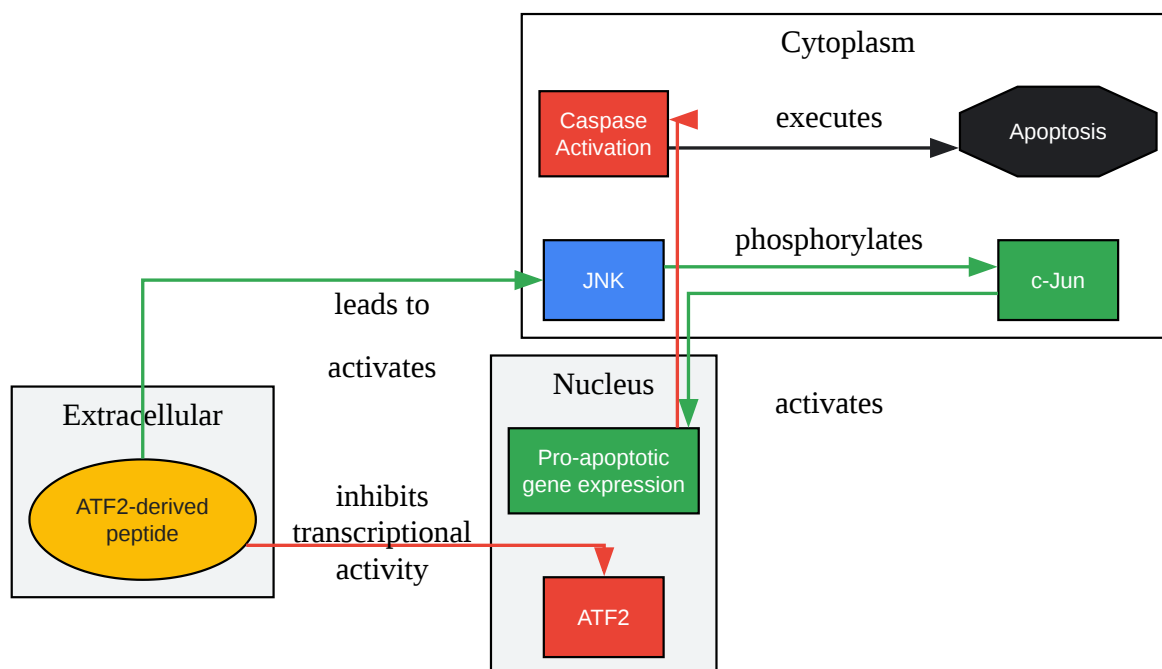 Cytoplasm
Caspase
Activation
executes
Apoptosis
phosphorylates
JNK
c-Jun
leads to
activates
Nucleus
activates
Extracellular
Pro-apoptotic
gene expression
ATF2-derived
peptide
inhibits
transcriptional
activity
ATF2